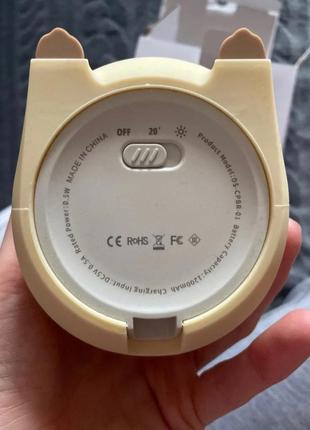 OFF 20'
Product Model:DS-CPBR-01 Battery Capacity:1200mAh Charging Input:DC5V 0.5A Rated Power:0.5W MADE IN CHINA
CE RoHS FC